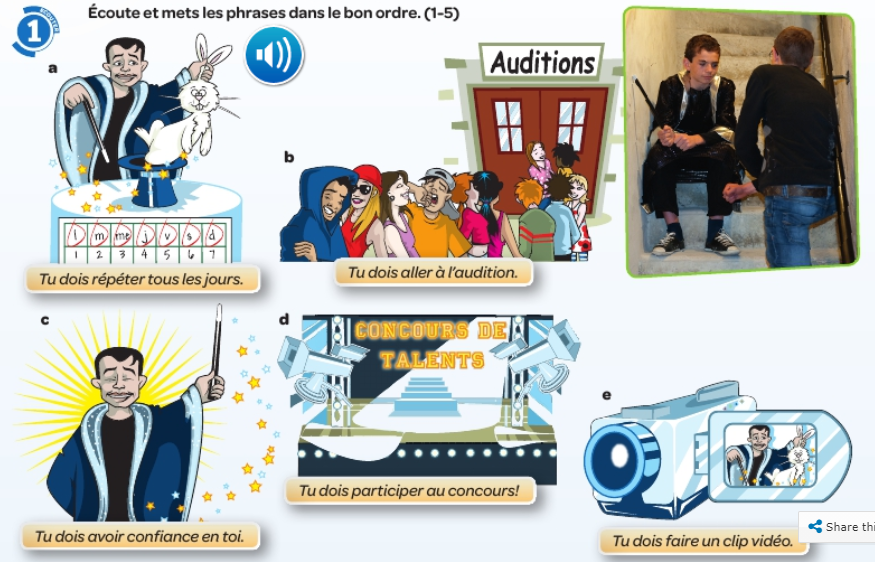 ÉCOUTER
1
Écoute et mets les phrases dans le bon ordre. (1-5)
a
l m me j v s d
1 2 3 4 5 6 7
Tu dois répéter tous les jours.
b
Auditions
Tu dois aller à l'audition.
c
Tu dois avoir confiance en toi.
d
CONCOURS DE
TALENTS
Tu dois participer au concours!
e
Tu dois faire un clip vidéo.
Share thi